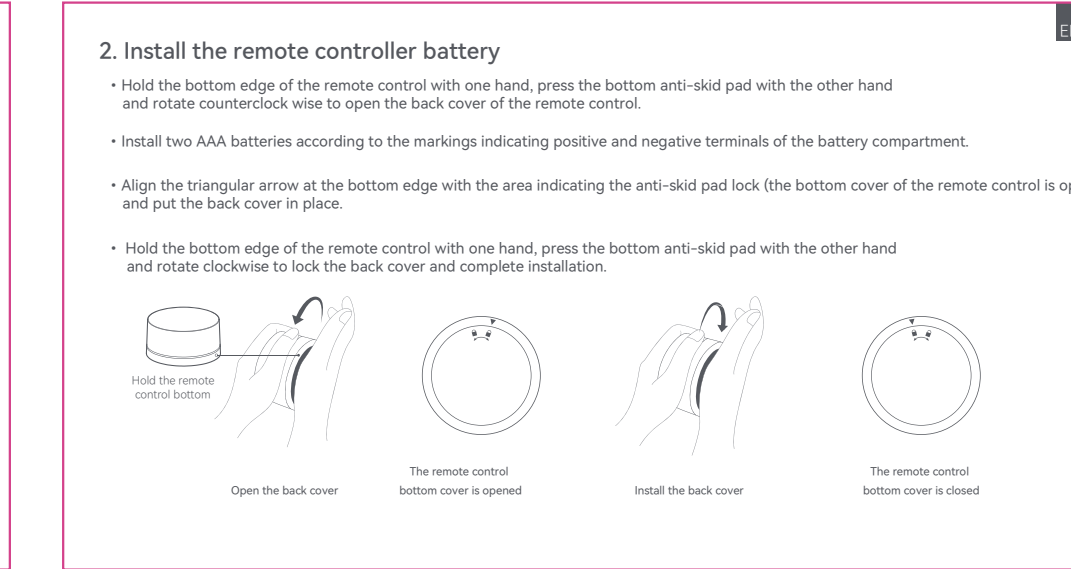 2. Install the remote controller battery
• Hold the bottom edge of the remote control with one hand, press the bottom anti-skid pad with the other hand
and rotate counterclock wise to open the back cover of the remote control.
• Install two AAA batteries according to the markings indicating positive and negative terminals of the battery compartment.
• Align the triangular arrow at the bottom edge with the area indicating the anti-skid pad lock (the bottom cover of the remote control is
and put the back cover in place.
• Hold the bottom edge of the remote control with one hand, press the bottom anti-skid pad with the other hand
and rotate clockwise to lock the back cover and complete installation.
Hold the remote
control bottom
Open the back cover
The remote control
bottom cover is opened
Install the back cover
The remote control
bottom cover is closed